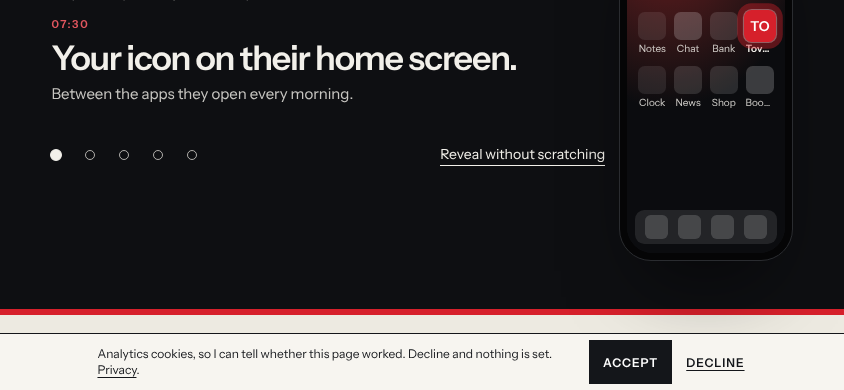 07:30
Your icon on their home screen.
Between the apps they open every morning.
Reveal without scratching
TO
Notes Chat Bank Tov...
Clock News Shop Boo...
Analytics cookies, so I can tell whether this page worked. Decline and nothing is set.
Privacy.
ACCEPT
DECLINE